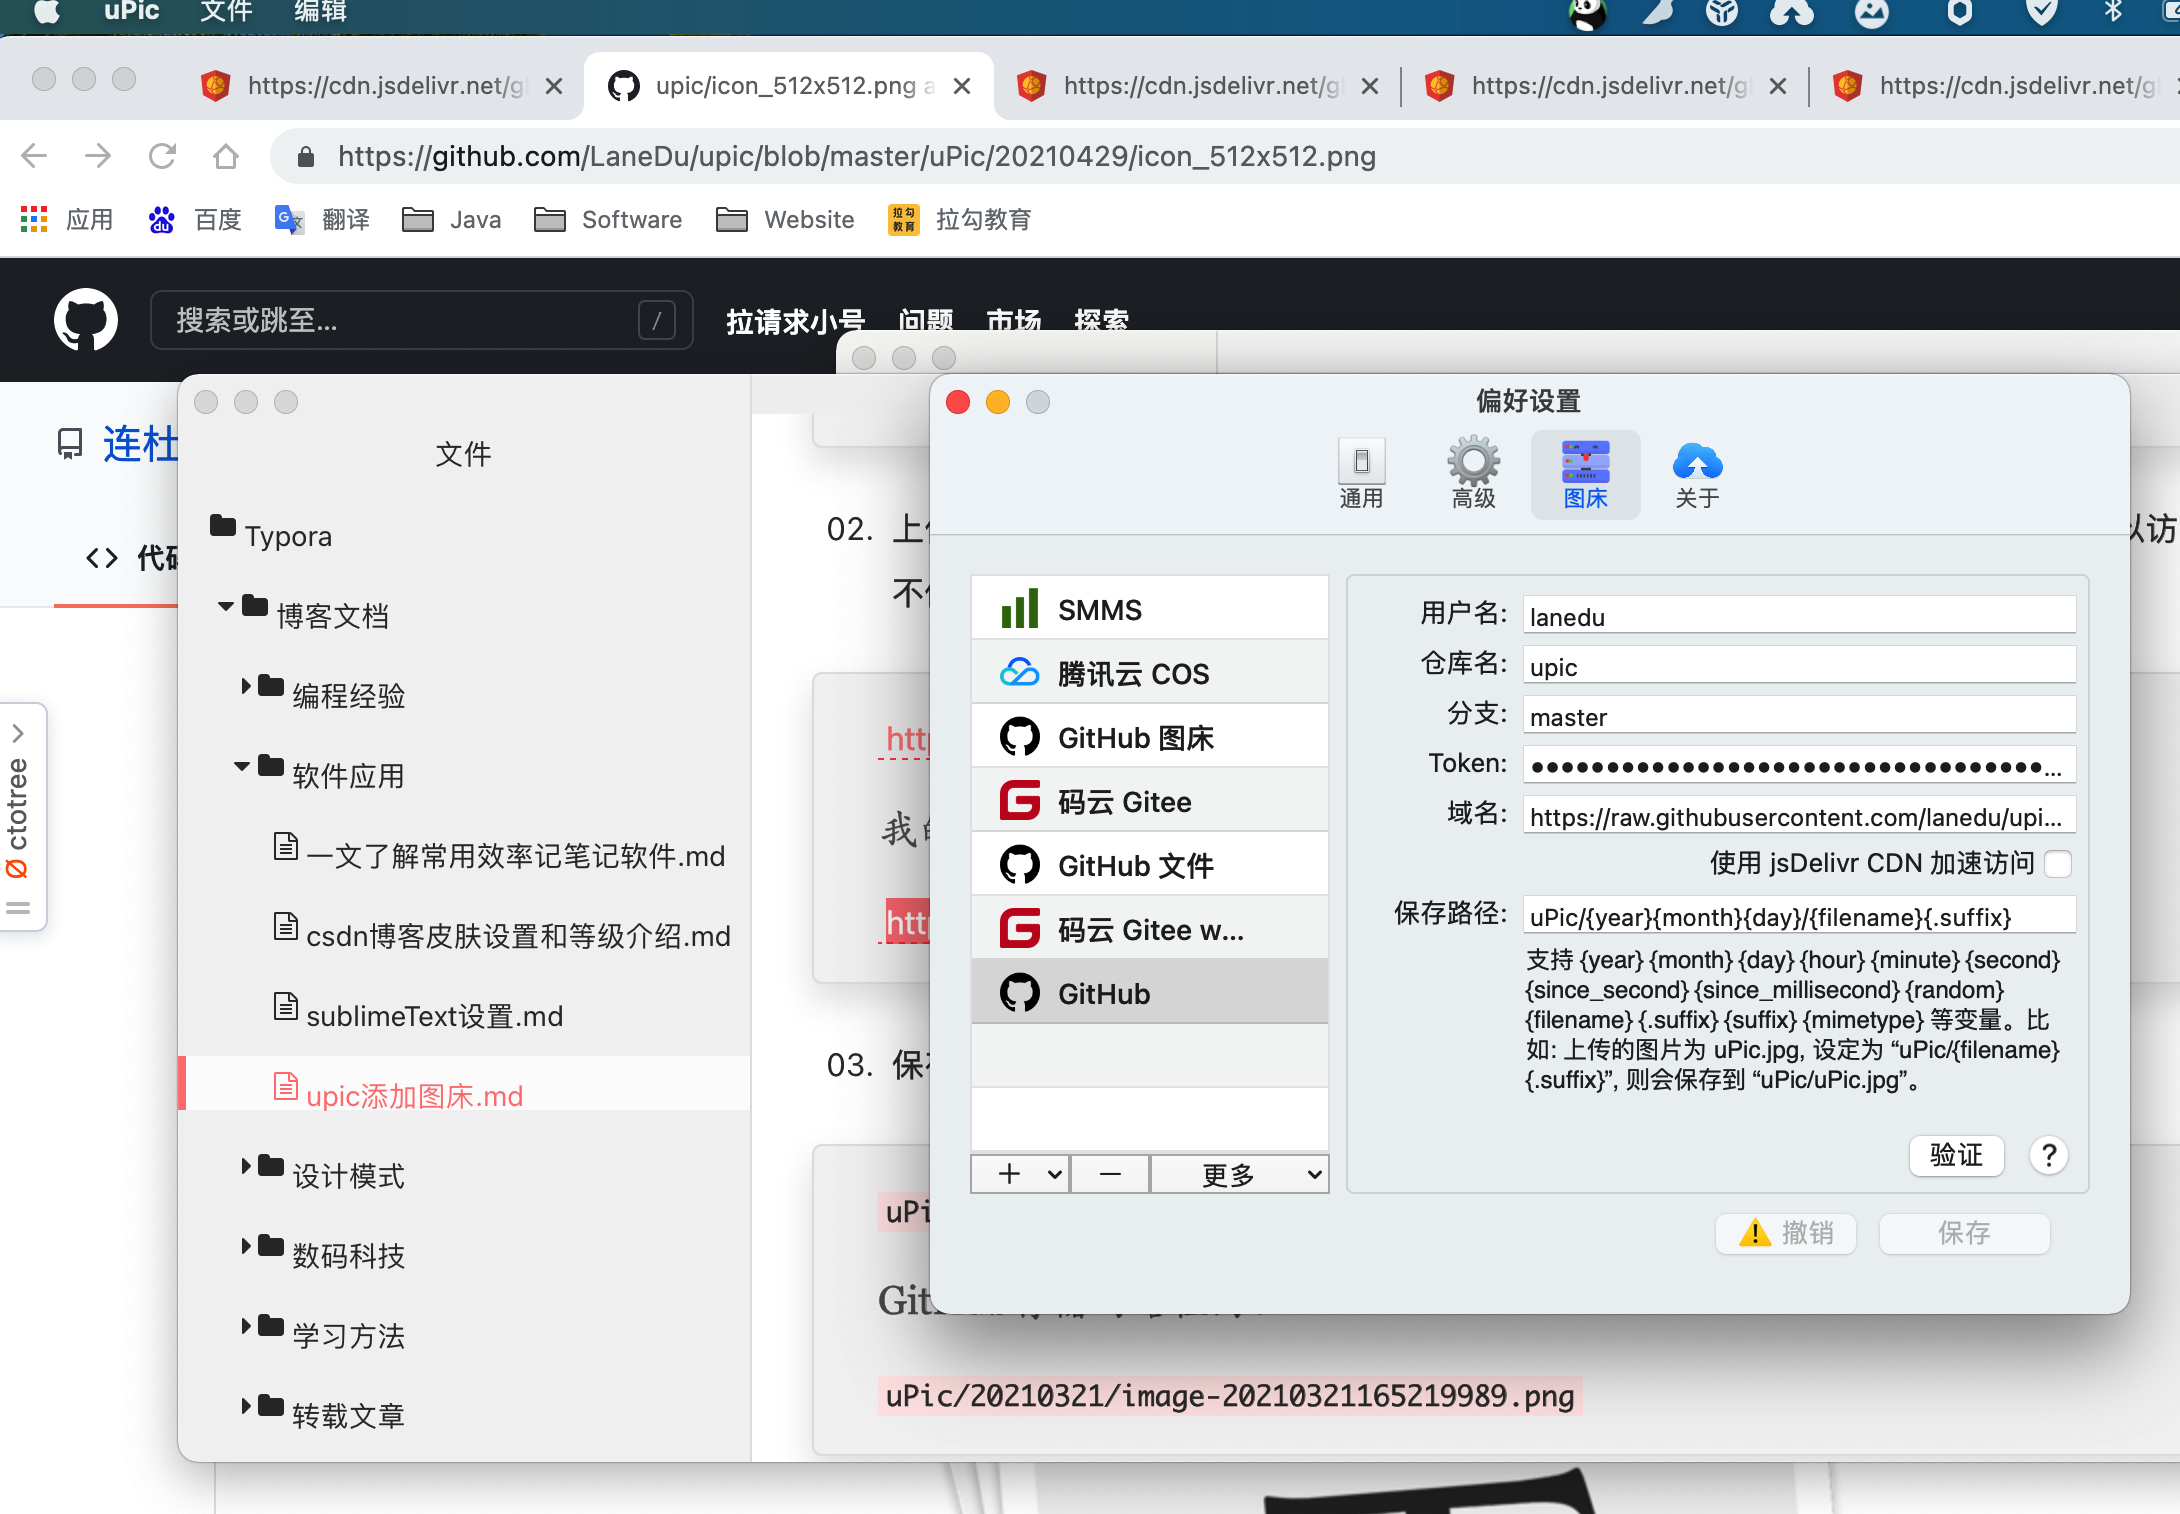 uPic 文件 编辑
https://cdn.jsdelivr.net/g
upic/icon_512x512.png a
https://cdn.jsdelivr.net/g
https://cdn.jsdelivr.net/g
https://cdn.jsdelivr.net/g
https://github.com/LaneDu/upic/blob/master/uPic/20210429/icon_512x512.png
应用 百度 翻译 Java Software Website 拉勾教育 拉勾教育
搜索或跳至... / 拉请求小号 问题 市场 探索
连杜
<> 代码
ctotree
文件
Typora
博客文档
编程经验
软件应用
一文了解常用效率记笔记软件.md
csdn博客皮肤设置和等级介绍.md
sublimeText设置.md
upic添加图床.md
设计模式
数码科技
学习方法
转载文章
02. 上
以访
不
htt
我的
http
03. 保
uPi
Git
uPic/20210321/image-20210321165219989.png
偏好设置
通用 高级 图床 关于
SMMS
腾讯云 COS
GitHub 图床
码云 Gitee
GitHub 文件
码云 Gitee w...
GitHub
更多
用户名: lanedu
仓库名: upic
分支: master
Token: ●●●●●●●●●●●●●●●●●●●●●●●●●●●●●●●●●●...
域名: https://raw.githubusercontent.com/lanedu/upi...
使用 jsDelivr CDN 加速访问
保存路径: uPic/{year}{month}{day}/{filename}{.suffix}
支持 {year} {month} {day} {hour} {minute} {second}
{since_second} {since_millisecond} {random}
{filename} {.suffix} {suffix} {mimetype} 等变量。比
如: 上传的图片为 uPic.jpg, 设定为 “uPic/{filename}
{.suffix}”, 则会保存到 “uPic/uPic.jpg”。
验证 ?
撤销 保存